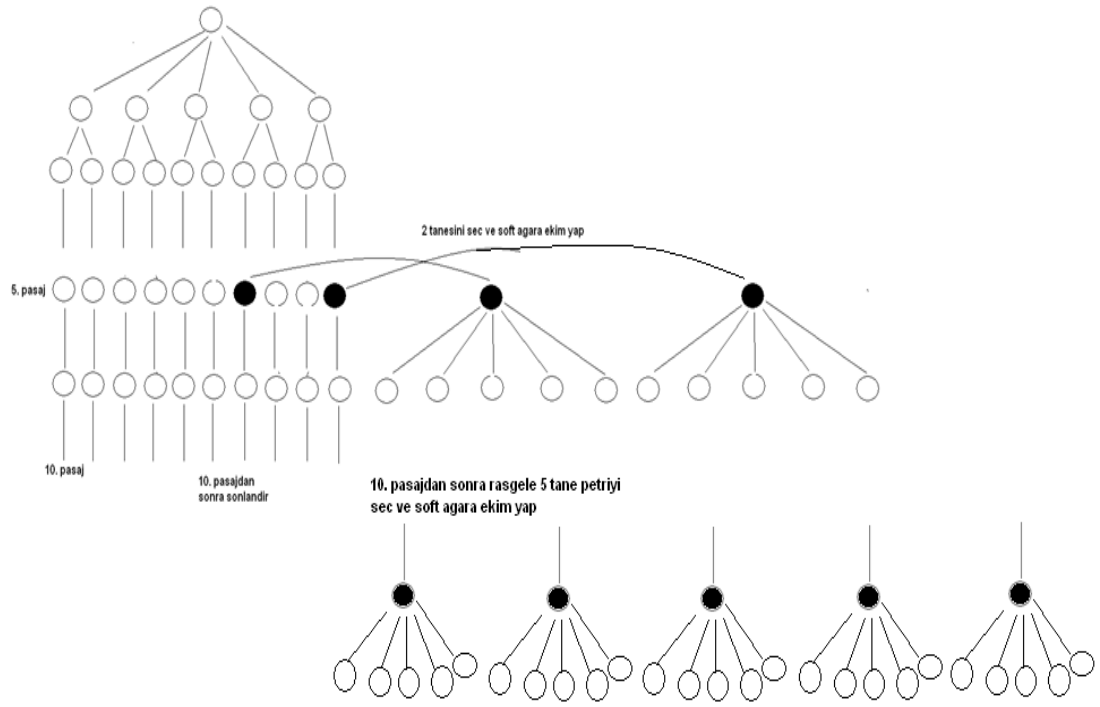 2 tanesini sec ve soft agara ekim yap
5. pasaj
10. pasaj
10. pasajdan
sonra sonlandir
10. pasajdan sonra rasgele 5 tane petriyi
sec ve soft agara ekim yap